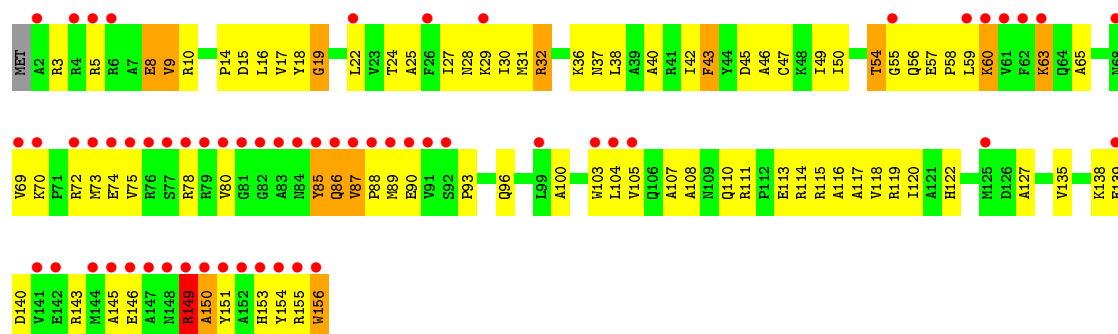 MET A2 R3 R4 R5 R6 A7 E8 V9 R10 P14 D15 L16 V17 Y18 G19 L22 V23 T24 A25 F26 I27 N28 K29 I30 M31 R32 K36 N37 L38 A39 A40 R41 I42 F43 Y44 D45 A46 C47 K48 I49 I50 T54 G55 Q56 E57 P58 L59 K60 V61 F62 K63 Q64 A65 N68
V69 K70 P71 R72 M73 E74 V75 R76 S77 R78 R79 V80 G81 G82 A83 N84 Y85 Q86 V87 P88 M89 E90 V91 S92 P93 Q96 L99 A100 W103 L104 V105 Q106 A107 A108 N109 Q110 R111 P112 E113 R114 R115 A116 A117 V118 R119 I120 A121 H122 M125 D126 A127 V135 K138 E139
D140 V141 E142 R143 M144 A145 E146 A147 N148 R149 A150 Y151 A152 H153 Y154 R155 W156